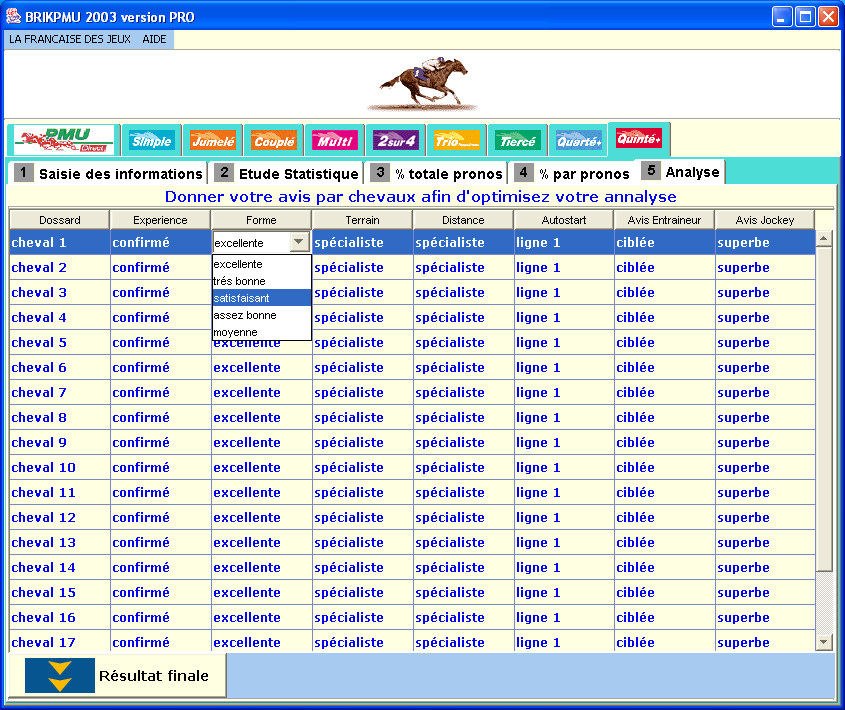 BRIKPMU 2003 version PRO
LA FRANCAISE DES JEUX AIDE
PMU Direct Simple Jumelé Couplé Multi 2sur4 Trio Tiercé Quarté+ Quinté+
1 Saisie des informations 2 Etude Statistique 3 % totale pronos 4 % par pronos 5 Analyse
Donner votre avis par chevaux afin d'optimisez votre annalyse
Dossard Experience Forme Terrain Distance Autostart Avis Entraineur Avis Jockey
cheval 1 confirmé excellente spécialiste spécialiste ligne 1 ciblée superbe
excellente
trés bonne
satisfaisant
assez bonne
moyenne
cheval 2 confirmé spécialiste spécialiste ligne 1 ciblée superbe
cheval 3 confirmé spécialiste spécialiste ligne 1 ciblée superbe
cheval 4 confirmé spécialiste spécialiste ligne 1 ciblée superbe
cheval 5 confirmé excellente spécialiste spécialiste ligne 1 ciblée superbe
cheval 6 confirmé excellente spécialiste spécialiste ligne 1 ciblée superbe
cheval 7 confirmé excellente spécialiste spécialiste ligne 1 ciblée superbe
cheval 8 confirmé excellente spécialiste spécialiste ligne 1 ciblée superbe
cheval 9 confirmé excellente spécialiste spécialiste ligne 1 ciblée superbe
cheval 10 confirmé excellente spécialiste spécialiste ligne 1 ciblée superbe
cheval 11 confirmé excellente spécialiste spécialiste ligne 1 ciblée superbe
cheval 12 confirmé excellente spécialiste spécialiste ligne 1 ciblée superbe
cheval 13 confirmé excellente spécialiste spécialiste ligne 1 ciblée superbe
cheval 14 confirmé excellente spécialiste spécialiste ligne 1 ciblée superbe
cheval 15 confirmé excellente spécialiste spécialiste ligne 1 ciblée superbe
cheval 16 confirmé excellente spécialiste spécialiste ligne 1 ciblée superbe
cheval 17 confirmé excellente spécialiste spécialiste ligne 1 ciblée superbe
Résultat finale